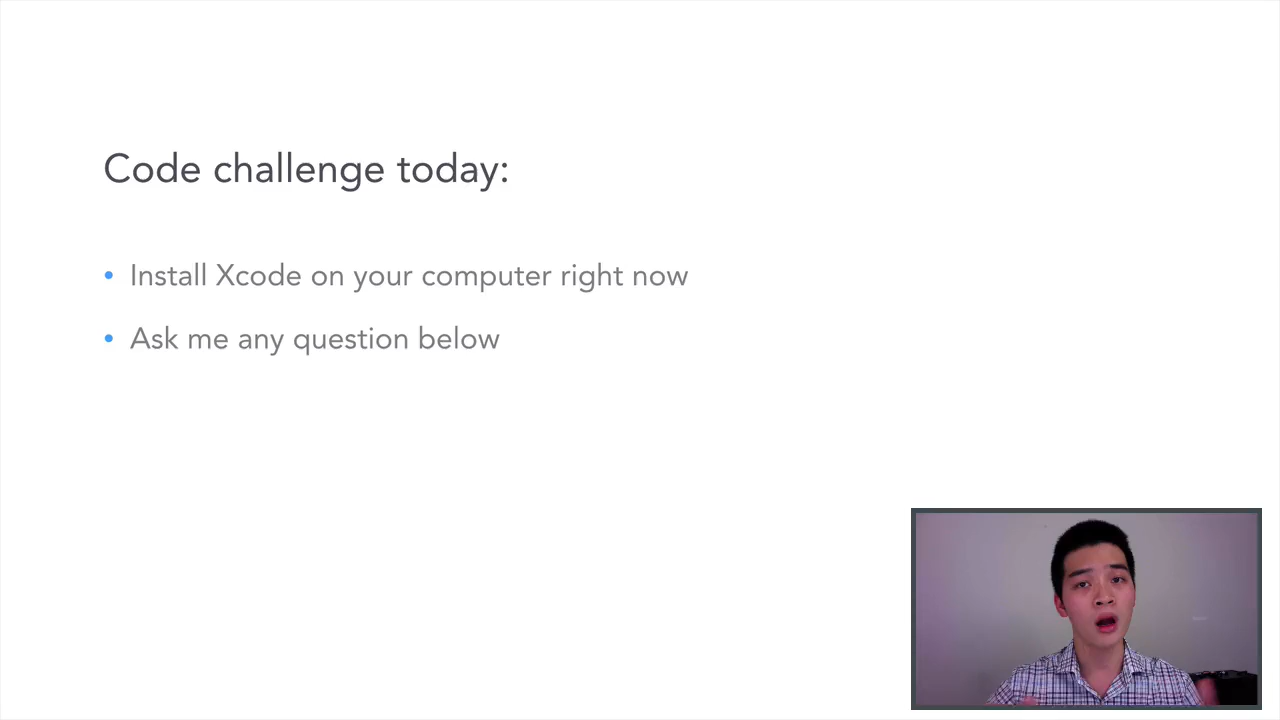 Code challenge today:
• Install Xcode on your computer right now
• Ask me any question below